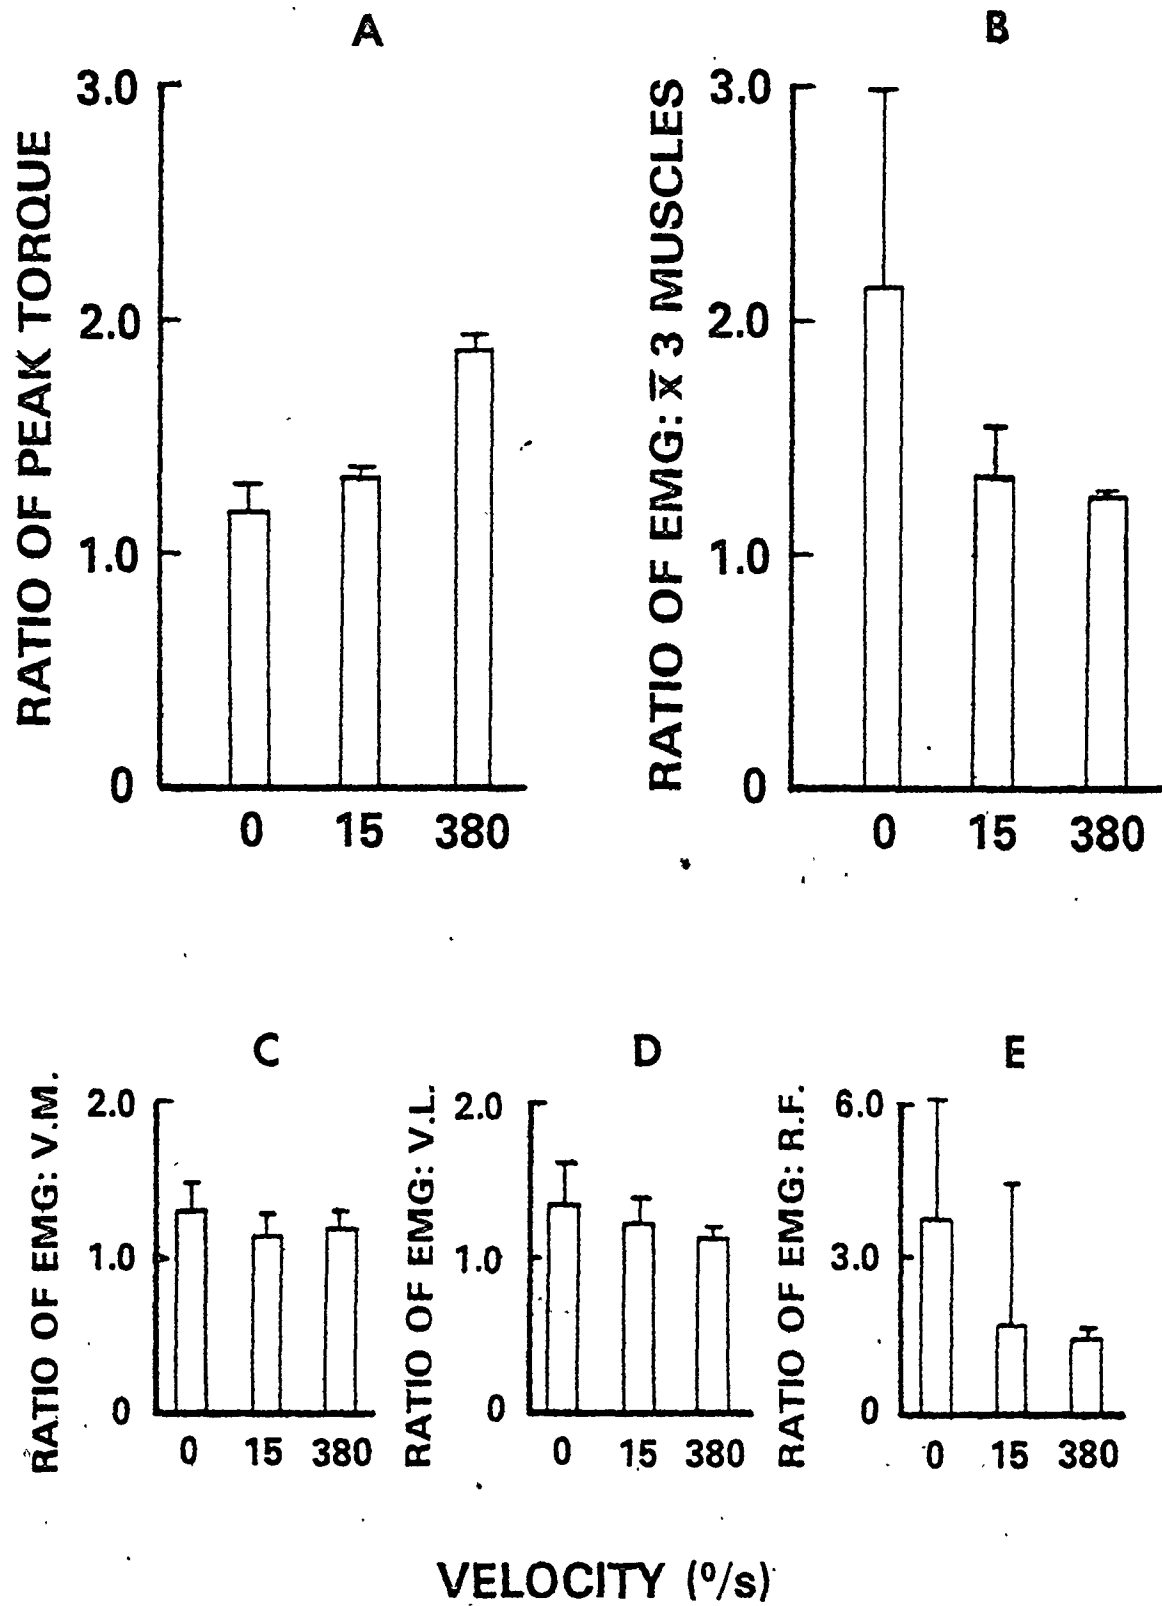 A
RATIO OF PEAK TORQUE
3.0
2.0
1.0
0
0 15 380
B
RATIO OF EMG: x̅ 3 MUSCLES
3.0
2.0
1.0
0
0 15 380
C
RATIO OF EMG: V.M.
2.0
1.0
0
0 15 380
D
RATIO OF EMG: V.L.
2.0
1.0
0
0 15 380
E
RATIO OF EMG: R.F.
6.0
3.0
0
0 15 380
VELOCITY (⁰/s)